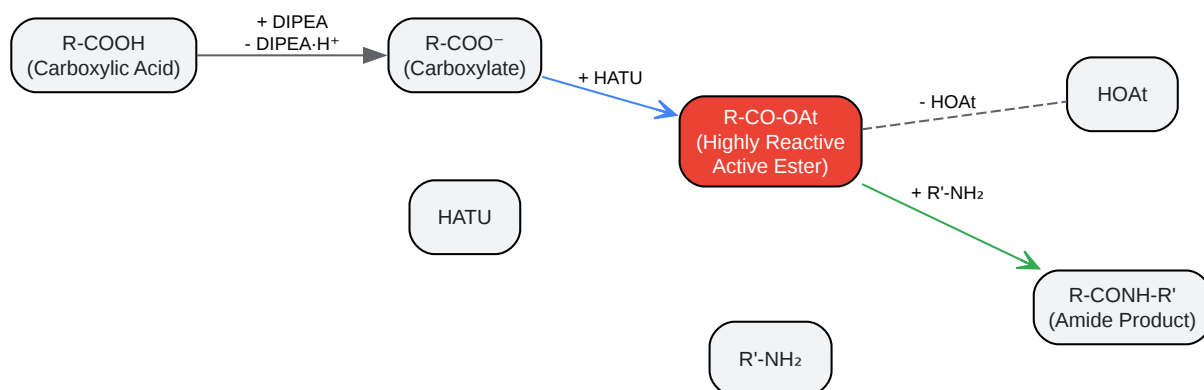 R-COOH
(Carboxylic Acid)
+ DIPEA
- DIPEA·H⁺
R-COO⁻
(Carboxylate)
+ HATU
R-CO-OAt
(Highly Reactive
Active Ester)
- HOAt
HOAt
HATU
+ R'-NH₂
R-CONH-R'
(Amide Product)
R'-NH₂